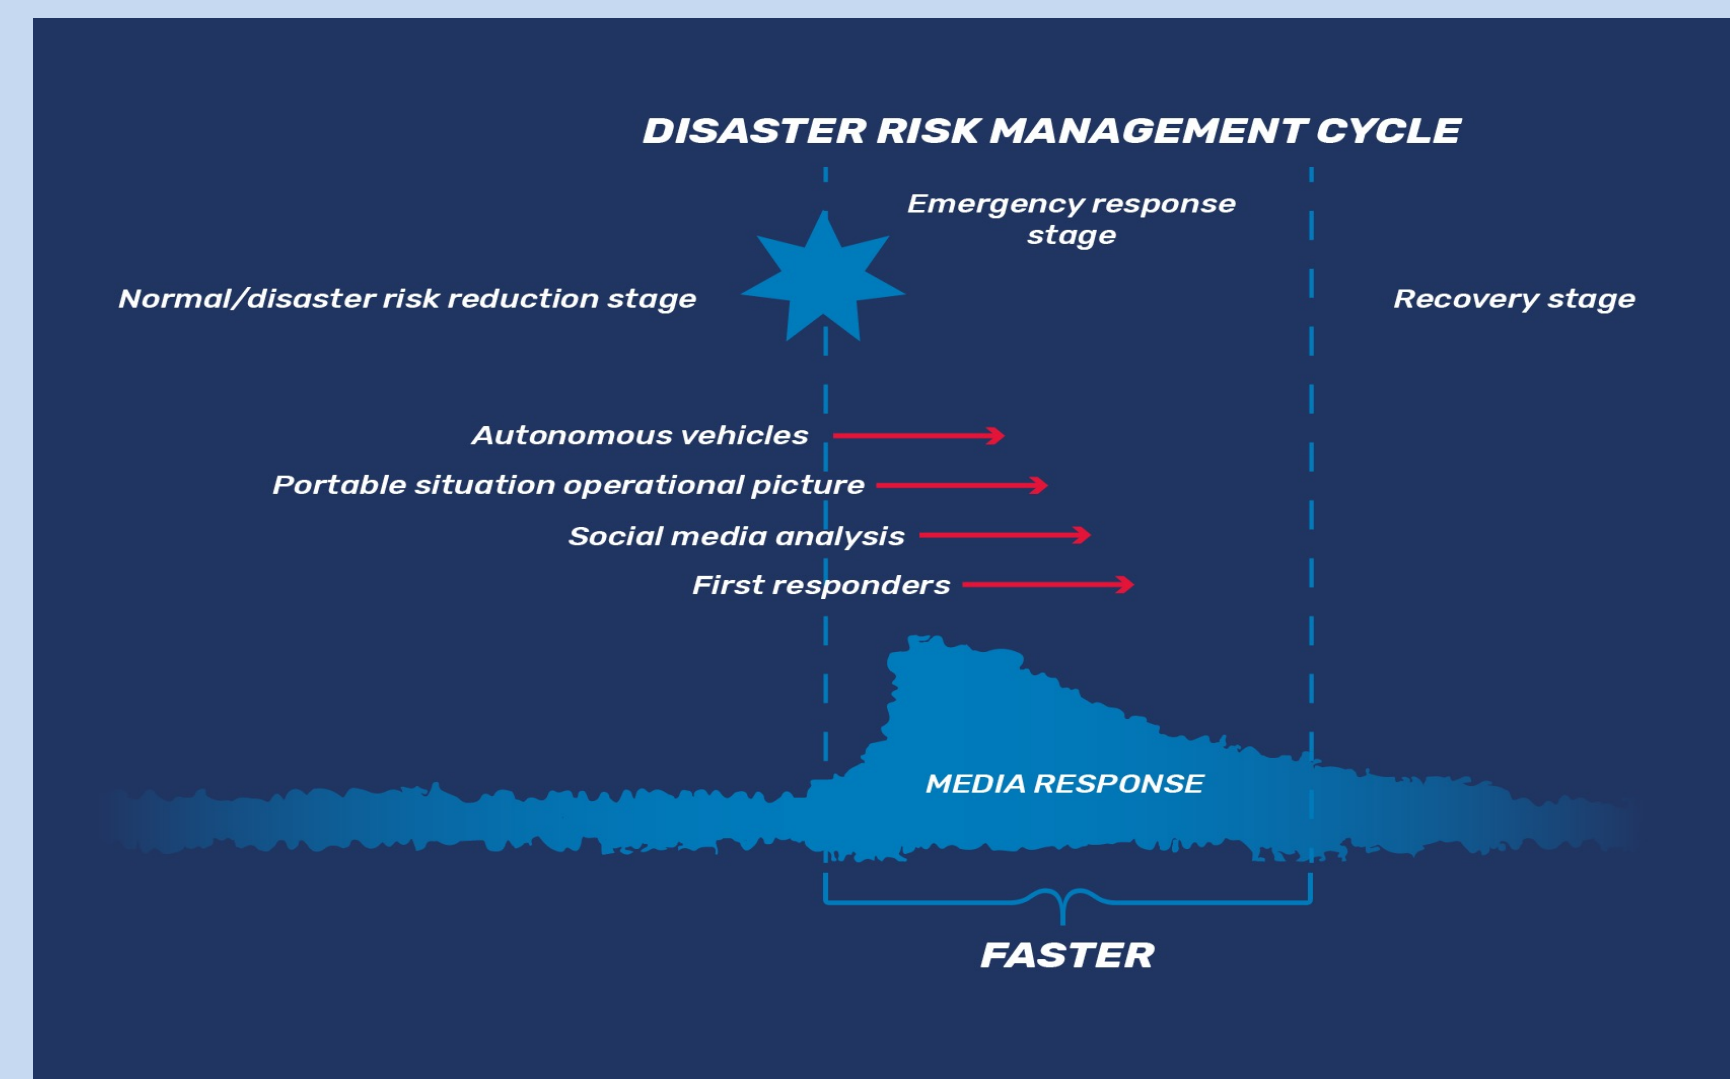 DISASTER RISK MANAGEMENT CYCLE
Emergency response
stage
Normal/disaster risk reduction stage
Recovery stage
Autonomous vehicles
Portable situation operational picture
Social media analysis
First responders
MEDIA RESPONSE
FASTER